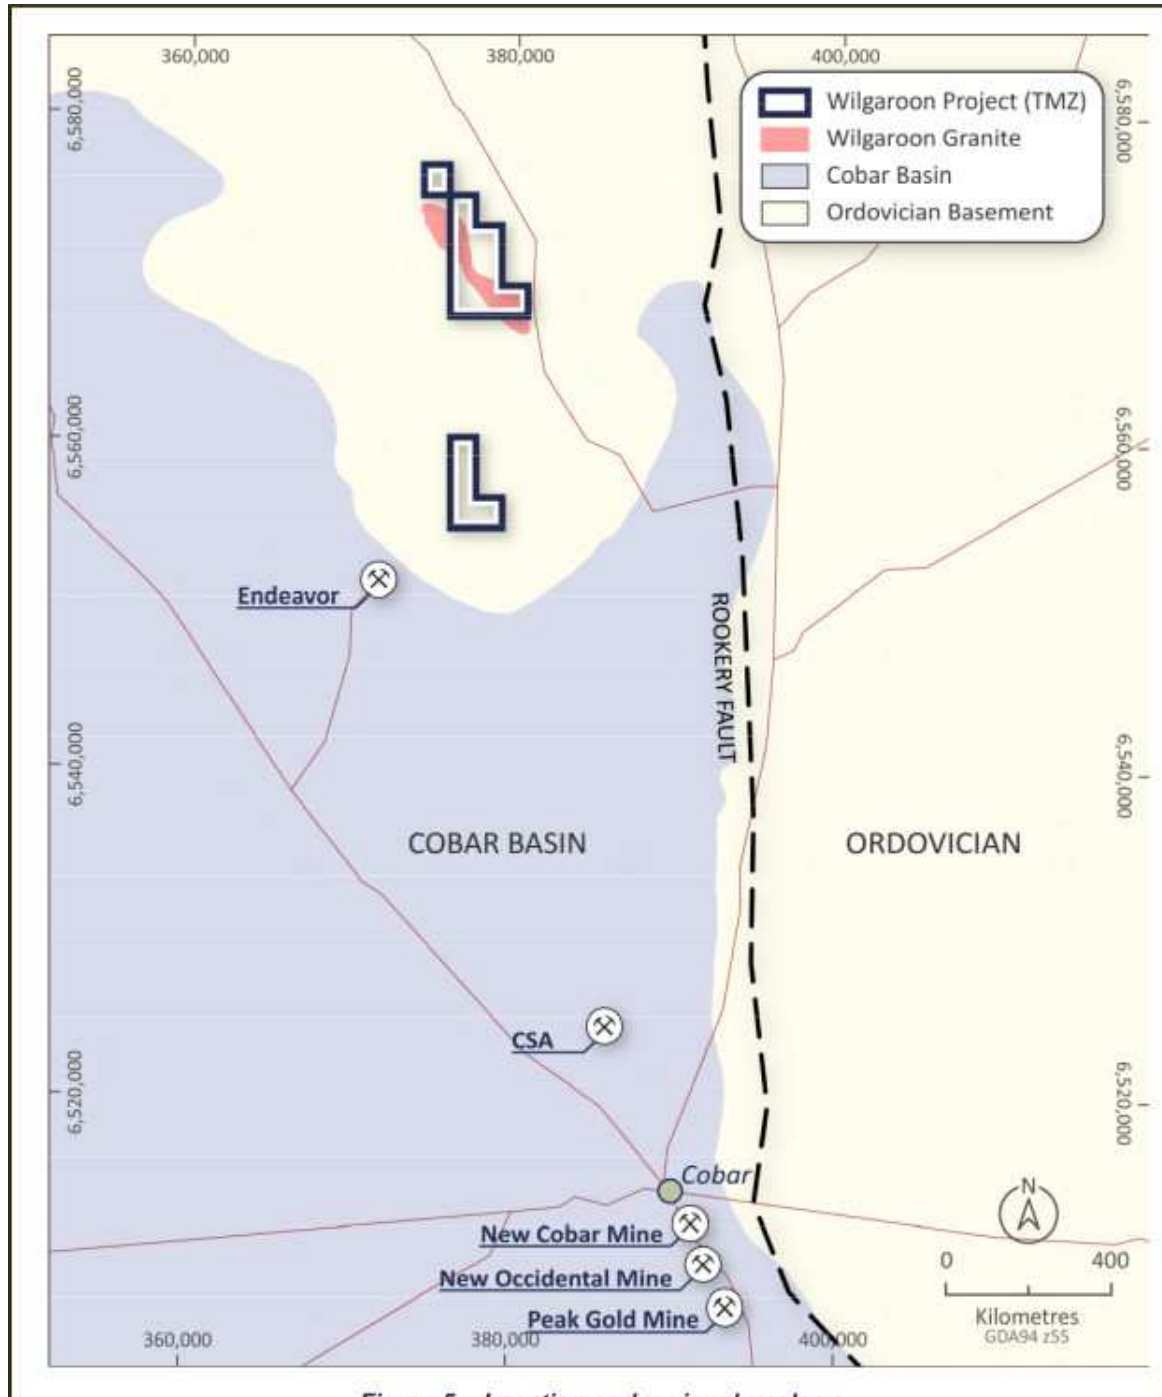 360,000
380,000
400,000
6,580,000
6,580,000
Wilgaroon Project (TMZ)
Wilgaroon Granite
Cobar Basin
Ordovician Basement
6,560,000
6,560,000
Endeavor
ROOKERY FAULT
6,540,000
6,540,000
COBAR BASIN
ORDOVICIAN
CSA
6,520,000
6,520,000
Cobar
N
New Cobar Mine
0 400
New Occidental Mine
Kilometres
Peak Gold Mine
GDA94 z55
360,000
380,000
400,000